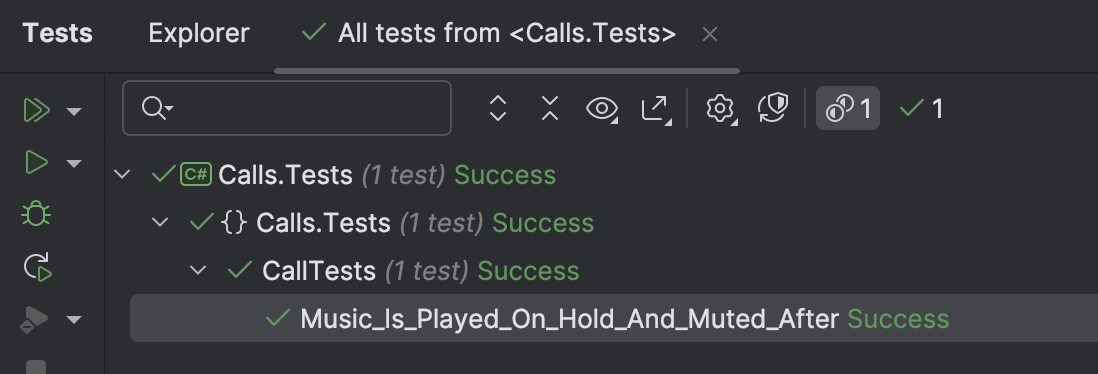 Tests Explorer All tests from <Calls.Tests>
1 1
C# Calls.Tests (1 test) Success
{} Calls.Tests (1 test) Success
CallTests (1 test) Success
Music_Is_Played_On_Hold_And_Muted_After Success